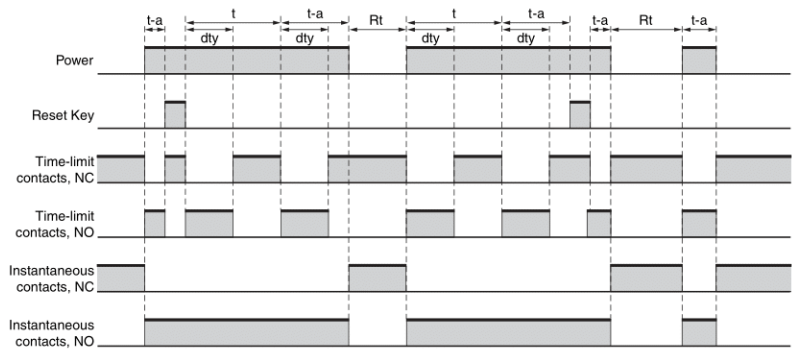 t-a t t-a Rt t t-a t-a Rt t-a
dty dty dty dty
Power
Reset Key
Time-limit
contacts, NC
Time-limit
contacts, NO
Instantaneous
contacts, NC
Instantaneous
contacts, NO